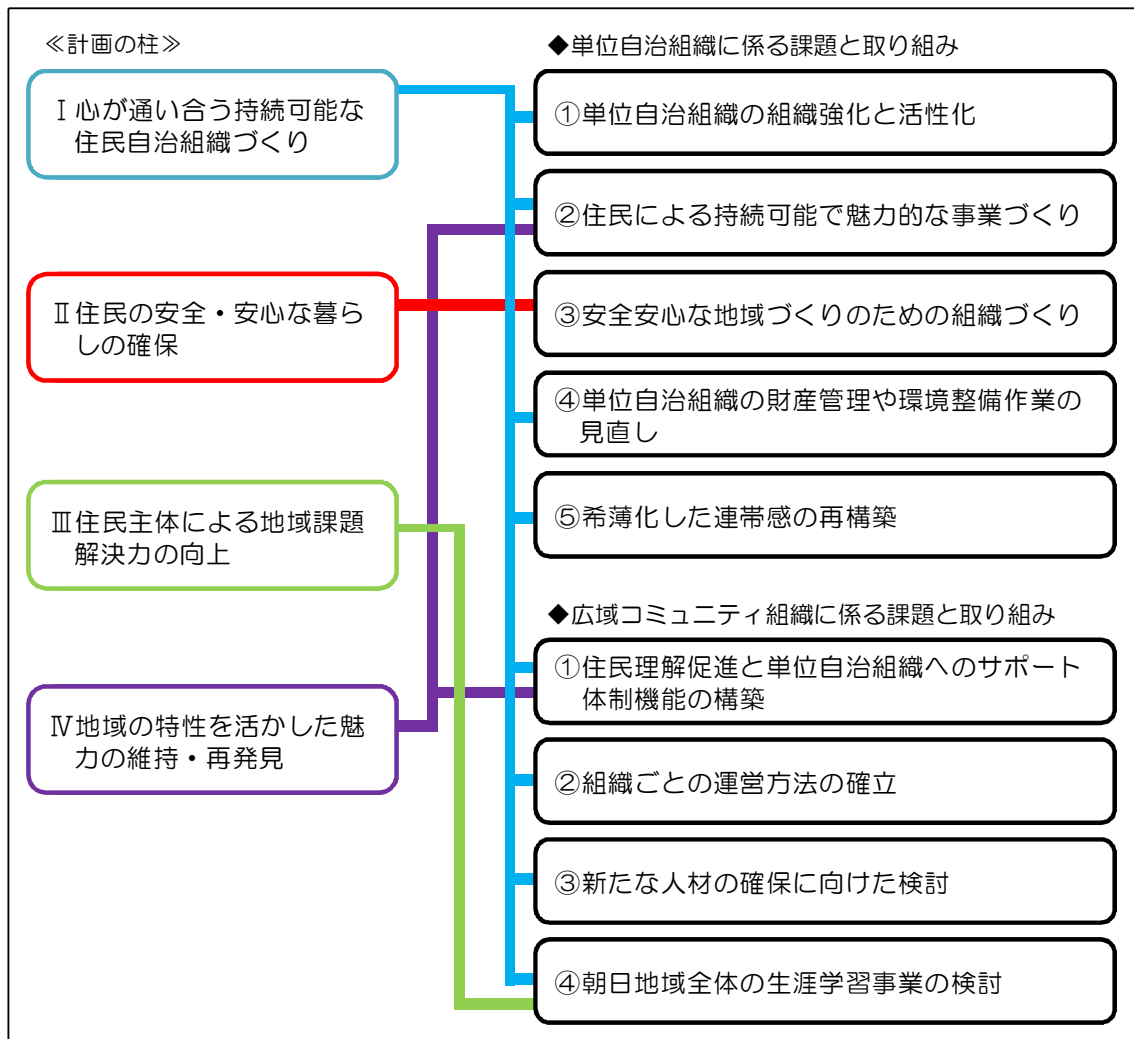 ≪計画の柱≫
Ⅰ心が通い合う持続可能な
住民自治組織づくり
Ⅱ住民の安全・安心な暮ら
しの確保
Ⅲ住民主体による地域課題
解決力の向上
Ⅳ地域の特性を活かした魅
力の維持・再発見
◆単位自治組織に係る課題と取り組み
①単位自治組織の組織強化と活性化
②住民による持続可能で魅力的な事業づくり
③安全安心な地域づくりのための組織づくり
④単位自治組織の財産管理や環境整備作業の
見直し
⑤希薄化した連帯感の再構築
◆広域コミュニティ組織に係る課題と取り組み
①住民理解促進と単位自治組織へのサポート
体制機能の構築
②組織ごとの運営方法の確立
③新たな人材の確保に向けた検討
④朝日地域全体の生涯学習事業の検討